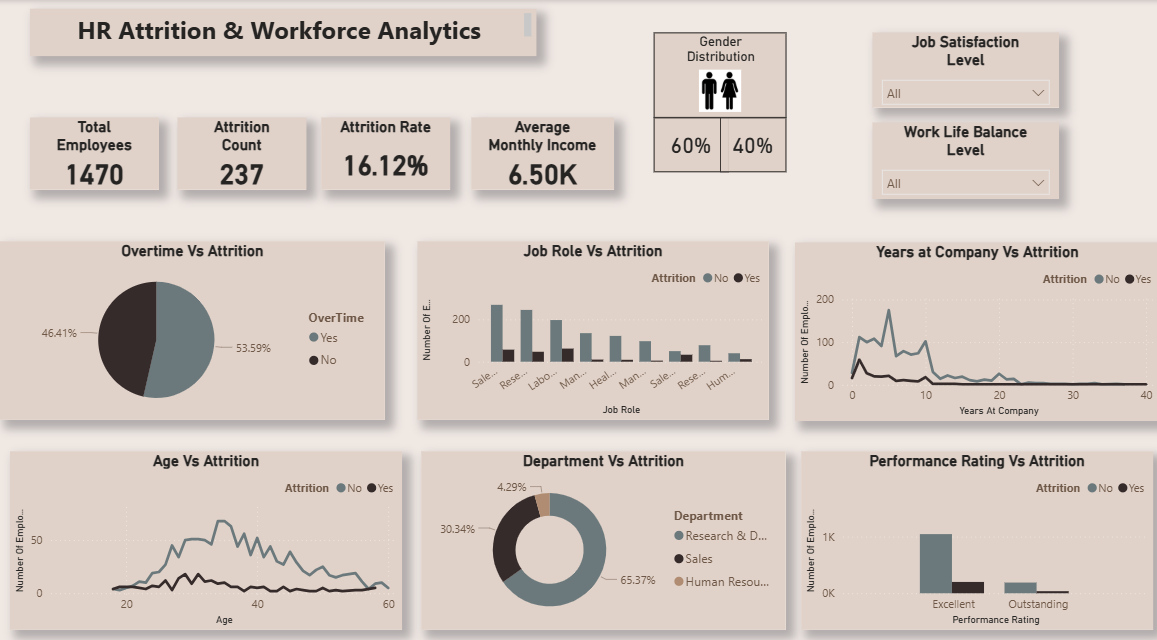 HR Attrition & Workforce Analytics
Gender
Distribution
60%
40%
Job Satisfaction
Level
All
Work Life Balance
Level
All
Total
Employees
1470
Attrition
Count
237
Attrition Rate
16.12%
Average
Monthly Income
6.50K
Overtime Vs Attrition
46.41%
53.59%
OverTime
Yes
No
Job Role Vs Attrition
Attrition No Yes
Number Of E...
200
0
Sale...
Rese...
Labo...
Man...
Heal...
Man...
Sale...
Rese...
Hum...
Job Role
Years at Company Vs Attrition
Attrition No Yes
Number Of Emplo...
200
100
0
0 10 20 30 40
Years At Company
Age Vs Attrition
Attrition No Yes
Number Of Emplo...
50
0
20 40 60
Age
Department Vs Attrition
4.29%
30.34%
65.37%
Department
Research & D...
Sales
Human Resou...
Performance Rating Vs Attrition
Attrition No Yes
Number Of Emplo...
1K
0K
Excellent Outstanding
Performance Rating